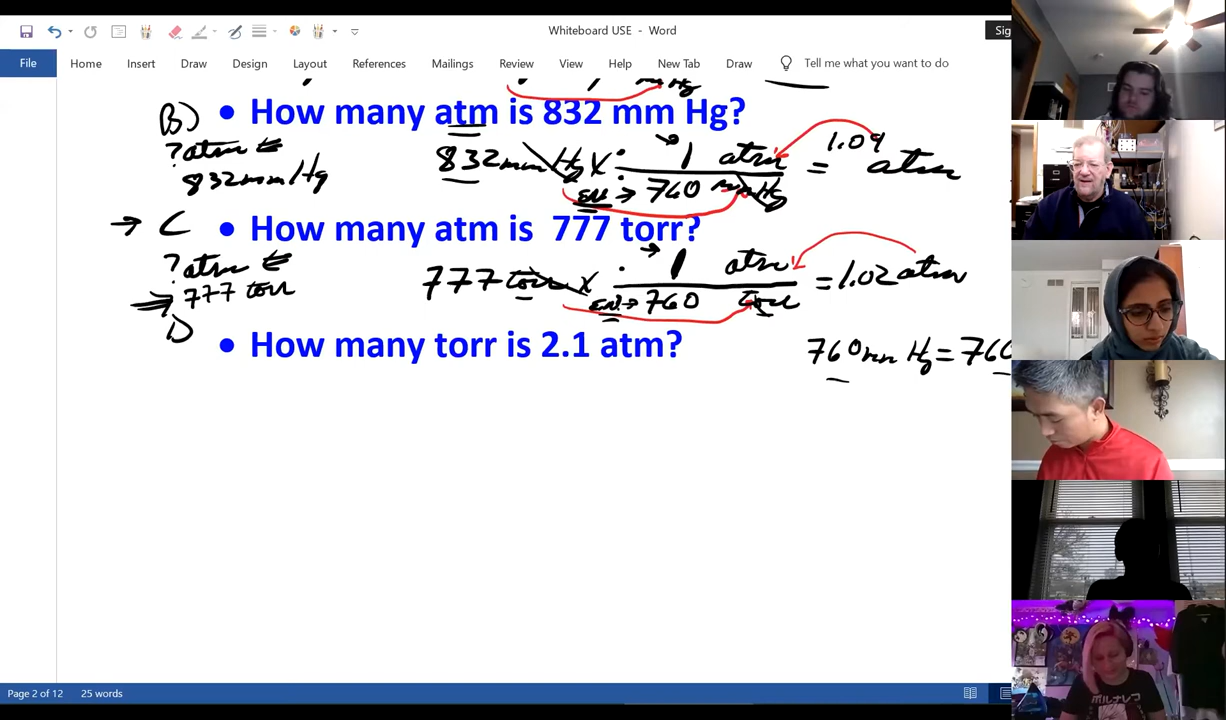 Whiteboard USE - Word
Sig
File Home Insert Draw Design Layout References Mailings Review View Help New Tab Draw Tell me what you want to do
mm Hg
B) • How many atm is 832 mm Hg?
? atm
832 mm Hg
832 mm Hg x 1 atm = 1.09 atm
760 mm Hg
→ C • How many atm is 777 torr?
? atm
777 torr
777 torr x 1 atm = 1.02 atm
760 torr
D • How many torr is 2.1 atm?
760 mm Hg = 760
Page 2 of 12 25 words